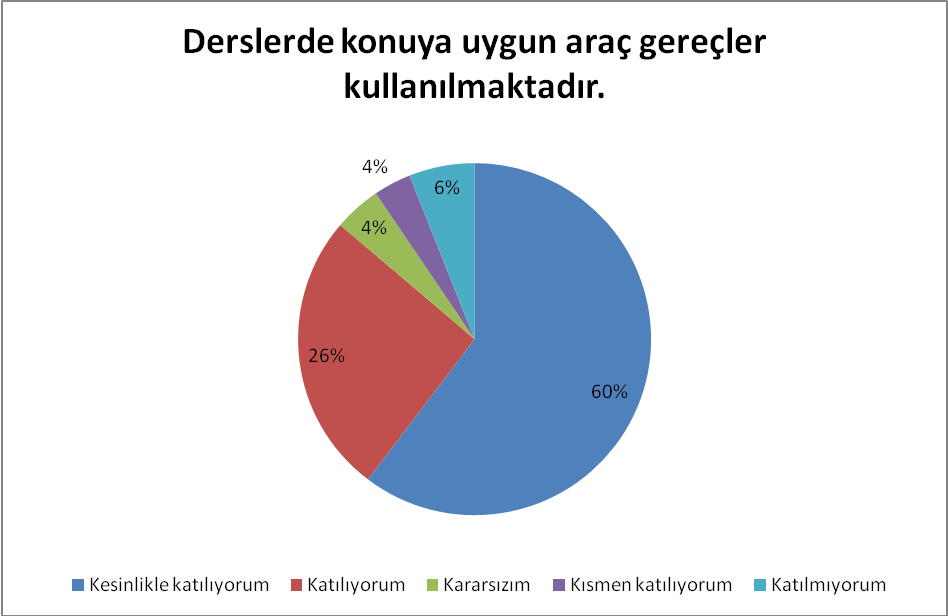 Derslerde konuya uygun araç gereçler
kullanılmaktadır.
4%
6%
4%
26%
60%
Kesinlikle katılıyorum Katılıyorum Kararsızım Kısmen katılıyorum Katılmıyorum